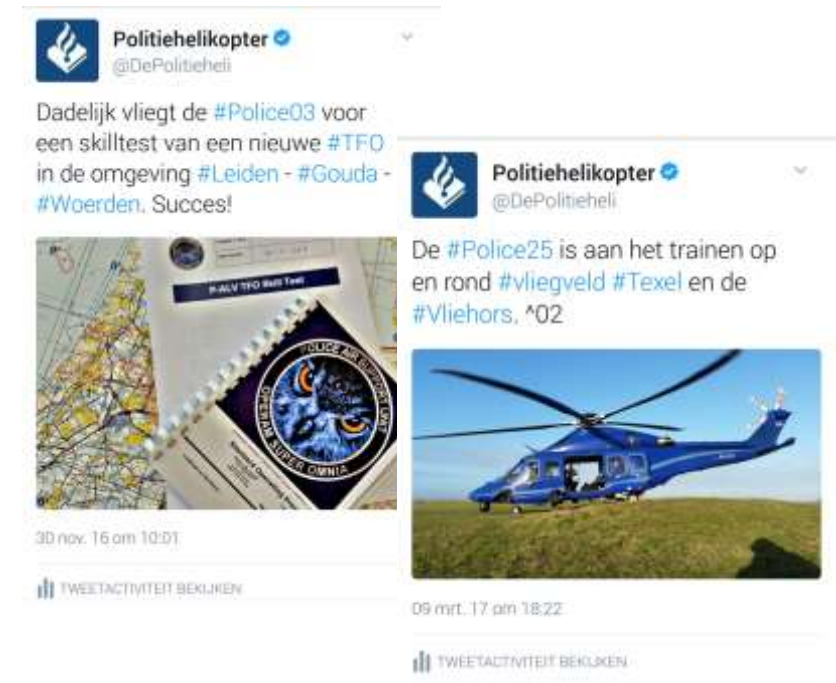 Politiehelikopter
@DePolitieheli
Dadelijk vliegt de #Police03 voor
een skilltest van een nieuwe #TFO
in de omgeving #Leiden - #Gouda -
#Woerden. Succes!
P-ALV TFO Skill Test
POLICE AIR SUPPORT UNIT
OPERAM SUPER OMNIA
30 nov. 16 om 10:01
TWEETACTIVITEIT BEKIJKEN
Politiehelikopter
@DePolitieheli
De #Police25 is aan het trainen op
en rond #vliegveld #Texel en de
#Vliehors. ^02
09 mrt. 17 om 18:22
TWEETACTIVITEIT BEKIJKEN